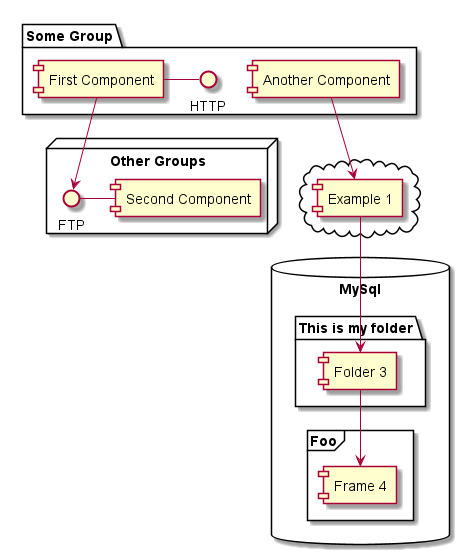 Some Group
First Component
HTTP
Another Component
Other Groups
FTP
Second Component
Example 1
MySql
This is my folder
Folder 3
Foo
Frame 4